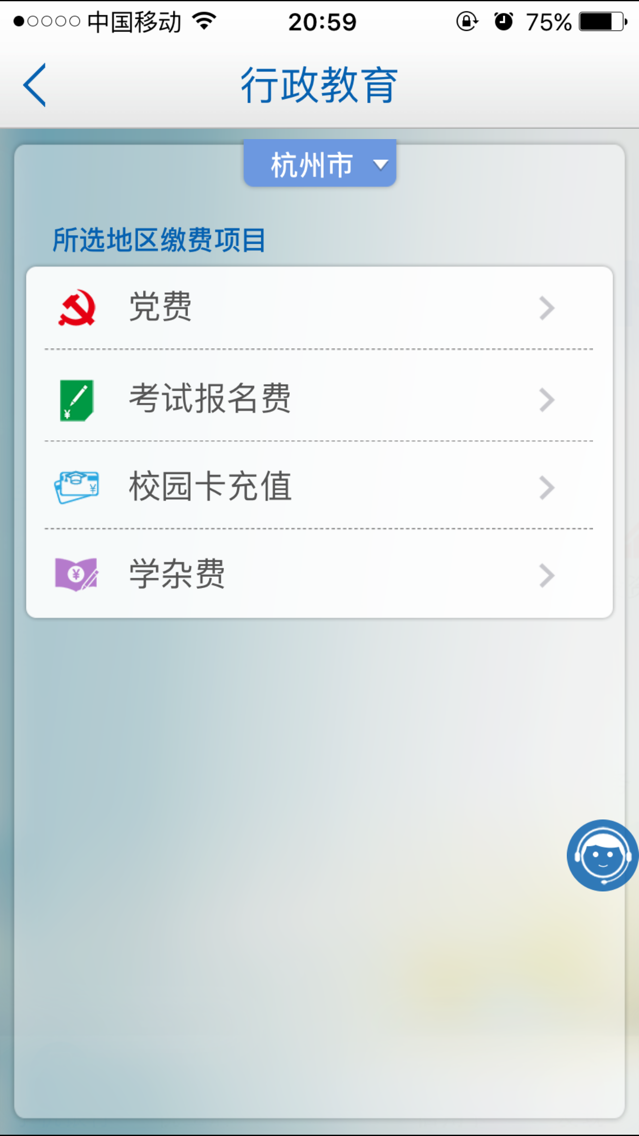 中国移动 20:59 75%
行政教育
杭州市
所选地区缴费项目
党费
考试报名费
校园卡充值
学杂费